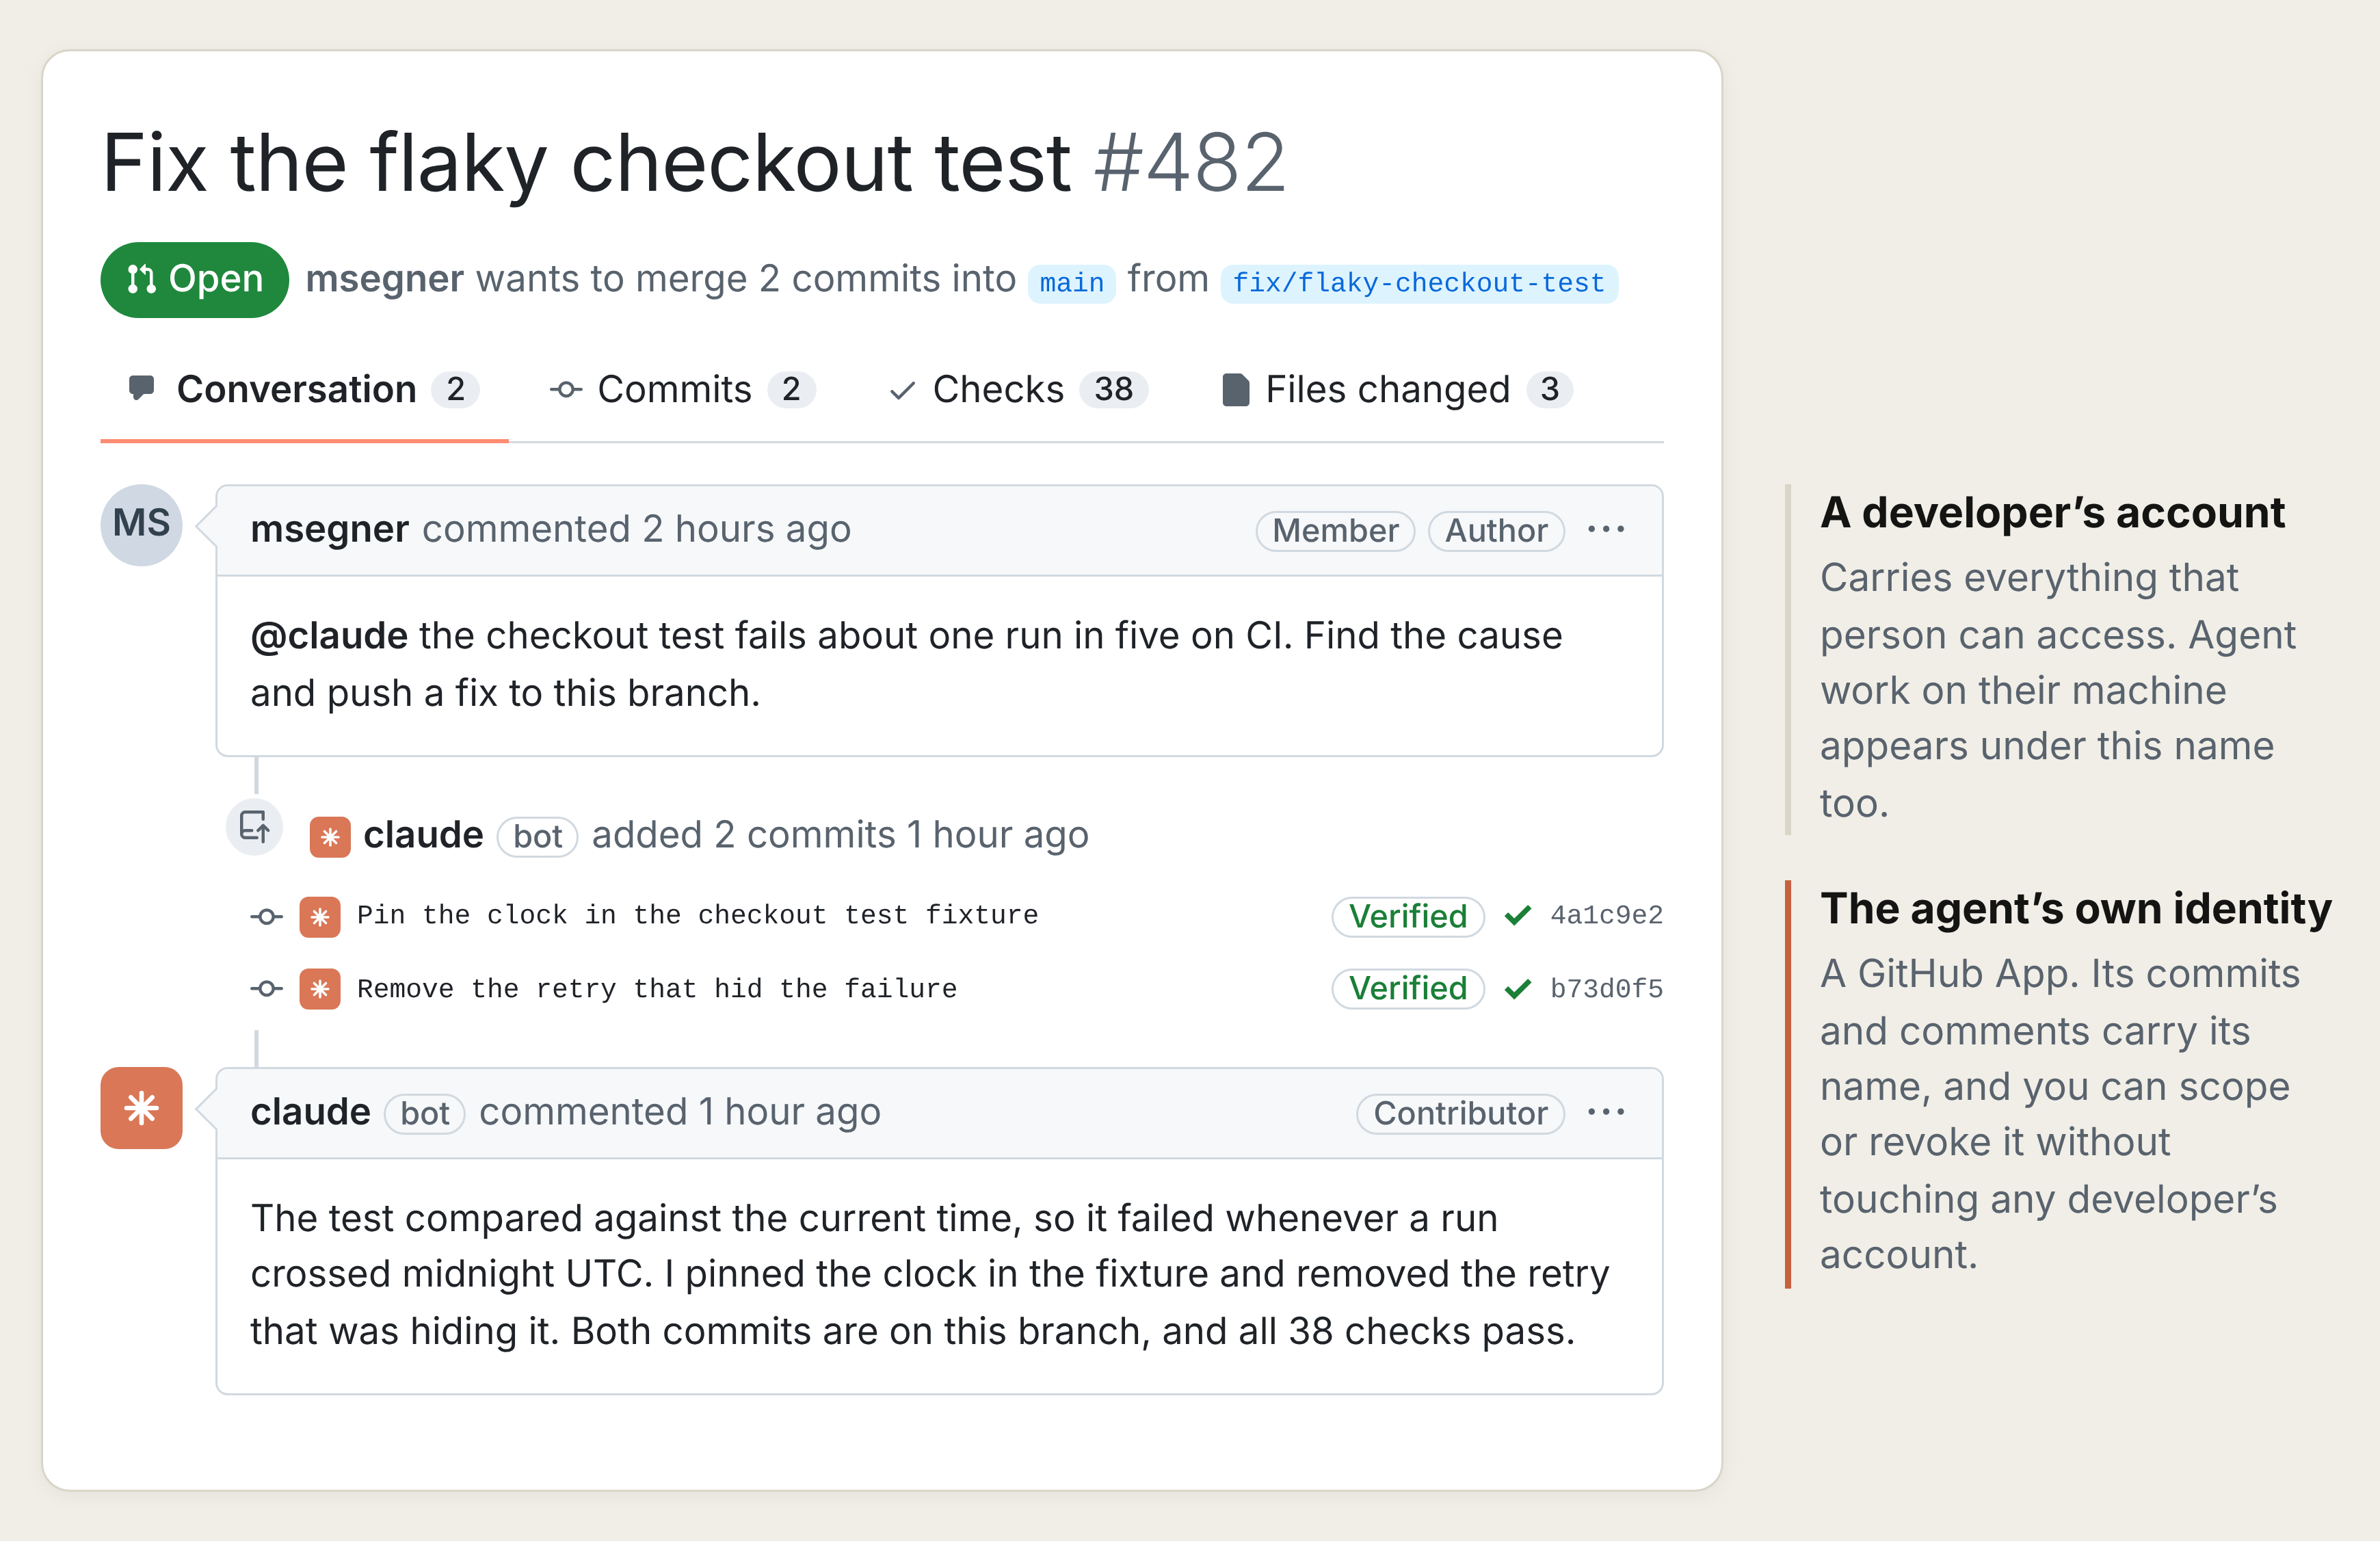 Fix the flaky checkout test #482
Open msegner wants to merge 2 commits into main from fix/flaky-checkout-test
Conversation 2 Commits 2 Checks 38 Files changed 3
MS msegner commented 2 hours ago Member Author ···
@claude the checkout test fails about one run in five on CI. Find the cause
and push a fix to this branch.
claude bot added 2 commits 1 hour ago
Pin the clock in the checkout test fixture Verified 4a1c9e2
Remove the retry that hid the failure Verified b73d0f5
claude bot commented 1 hour ago Contributor ···
The test compared against the current time, so it failed whenever a run
crossed midnight UTC. I pinned the clock in the fixture and removed the retry
that was hiding it. Both commits are on this branch, and all 38 checks pass.
A developer’s account
Carries everything that
person can access. Agent
work on their machine
appears under this name
too.
The agent’s own identity
A GitHub App. Its commits
and comments carry its
name, and you can scope
or revoke it without
touching any developer’s
account.